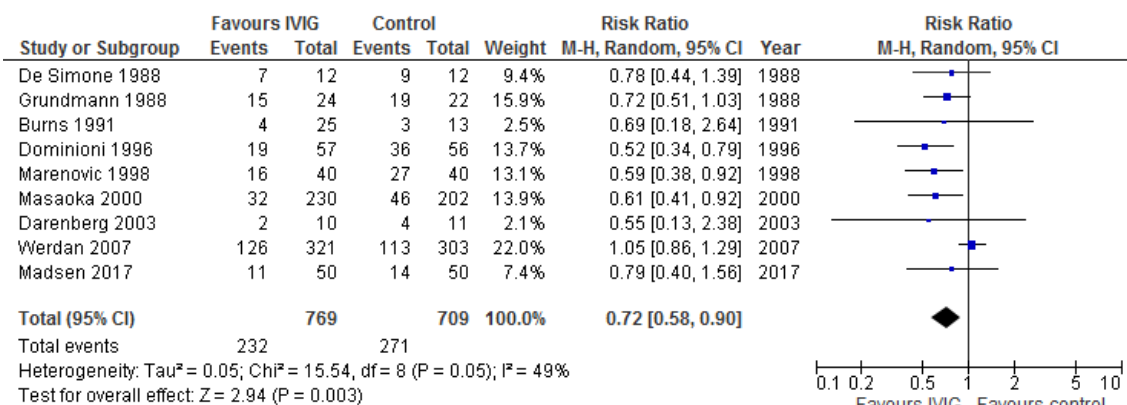 Favours IVIG Control Risk Ratio Risk Ratio
Study or Subgroup Events Total Events Total Weight M-H, Random, 95% CI Year M-H, Random, 95% CI
De Simone 1988 7 12 9 12 9.4% 0.78 [0.44, 1.39] 1988
Grundmann 1988 15 24 19 22 15.9% 0.72 [0.51, 1.03] 1988
Burns 1991 4 25 3 13 2.5% 0.69 [0.18, 2.64] 1991
Dominioni 1996 19 57 36 56 13.7% 0.52 [0.34, 0.79] 1996
Marenovic 1998 16 40 27 40 13.1% 0.59 [0.38, 0.92] 1998
Masaoka 2000 32 230 46 202 13.9% 0.61 [0.41, 0.92] 2000
Darenberg 2003 2 10 4 11 2.1% 0.55 [0.13, 2.38] 2003
Werdan 2007 126 321 113 303 22.0% 1.05 [0.86, 1.29] 2007
Madsen 2017 11 50 14 50 7.4% 0.79 [0.40, 1.56] 2017
Total (95% CI) 769 709 100.0% 0.72 [0.58, 0.90]
Total events 232 271
Heterogeneity: Tau² = 0.05; Chi² = 15.54, df = 8 (P = 0.05); I² = 49%
Test for overall effect: Z = 2.94 (P = 0.003)
0.1 0.2 0.5 1 2 5 10
Favours IVIG Favours control